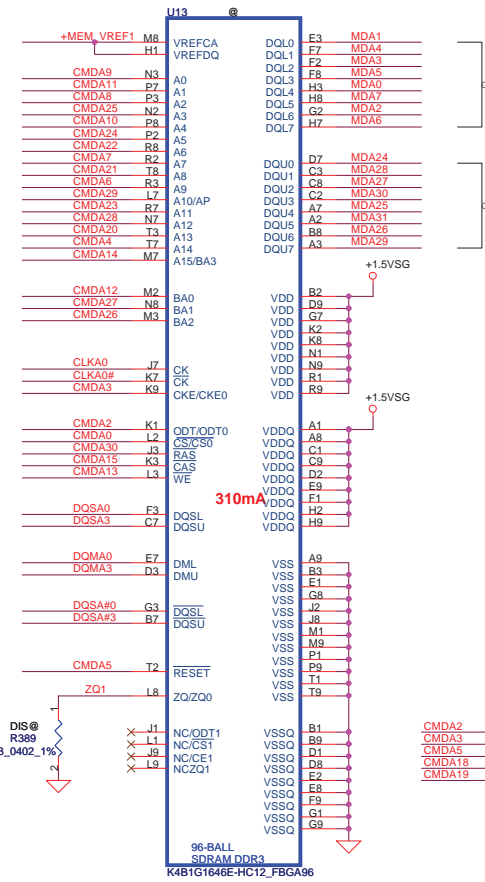 U13 @
+MEM_VREF1 M8 VREFCA DQL0 E3 MDA1
H1 VREFDQ DQL1 F7 MDA4
DQL2 F2 MDA3
CMDA9 N3 A0 DQL3 F8 MDA5
CMDA11 P7 A1 DQL4 H3 MDA0
CMDA8 P3 A2 DQL5 H8 MDA7
CMDA25 N2 A3 DQL6 G2 MDA2
CMDA10 P8 A4 DQL7 H7 MDA6
CMDA24 P2 A5
CMDA22 R8 A6
CMDA7 R2 A7 DQU0 D7 MDA24
CMDA21 T8 A8 DQU1 C3 MDA28
CMDA6 R3 A9 DQU2 C8 MDA27
CMDA29 L7 A10/AP DQU3 C2 MDA30
CMDA23 R7 A11 DQU4 A7 MDA25
CMDA28 N7 A12 DQU5 A2 MDA31
CMDA20 T3 A13 DQU6 B8 MDA26
CMDA4 T7 A14 DQU7 A3 MDA29
CMDA14 M7 A15/BA3
+1.5VSG
CMDA12 M2 BA0 VDD B2
CMDA27 N8 BA1 VDD D9
CMDA26 M3 BA2 VDD G7
VDD K2
VDD K8
VDD N1
CLKA0 J7 CK VDD N9
CLKA0# K7 CK VDD R1
CMDA3 K9 CKE/CKE0 VDD R9
+1.5VSG
CMDA2 K1 ODT/ODT0 VDDQ A1
CMDA0 L2 CS/CS0 VDDQ A8
CMDA30 J3 RAS VDDQ C1
CMDA15 K3 CAS VDDQ C9
CMDA13 L3 WE VDDQ D2
VDDQ E9
310mA VDDQ F1
DQSA0 F3 DQSL VDDQ H2
DQSA3 C7 DQSU VDDQ H9
DQMA0 E7 DML VSS A9
DQMA3 D3 DMU VSS B3
VSS E1
VSS G8
DQSA#0 G3 DQSL VSS J2
DQSA#3 B7 DQSU VSS J8
VSS M1
VSS M9
VSS P1
CMDA5 T2 RESET VSS P9
VSS T1
ZQ1 L8 ZQ/ZQ0 VSS T9
1
DIS@
R389
_0402_1%
2
J1 NC/ODT1 VSSQ B1
L1 NC/CS1 VSSQ B9
J9 NC/CE1 VSSQ D1
L9 NCZQ1 VSSQ D8
VSSQ E2
VSSQ E8
VSSQ F9
VSSQ G1
VSSQ G9
CMDA2
CMDA3
CMDA5
CMDA18
CMDA19
96-BALL
SDRAM DDR3
K4B1G1646E-HC12_FBGA96